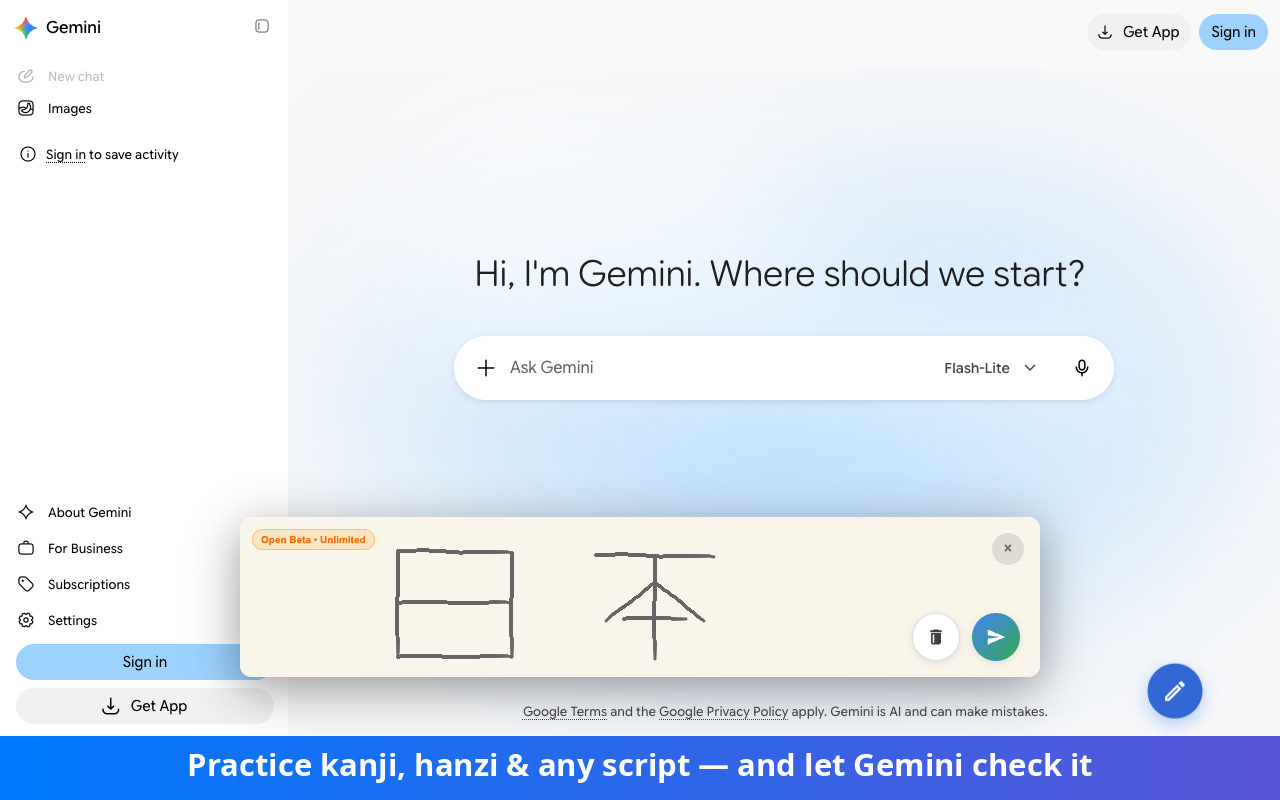 Gemini
New chat
Images
Sign in to save activity
About Gemini
For Business
Subscriptions
Settings
Sign in
Get App
Get App
Sign in
Hi, I'm Gemini. Where should we start?
Ask Gemini
Flash-Lite
Open Beta • Unlimited
日本
Google Terms and the Google Privacy Policy apply. Gemini is AI and can make mistakes.
Practice kanji, hanzi & any script — and let Gemini check it